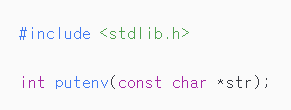 #include <stdlib.h>
int putenv(const char *str);